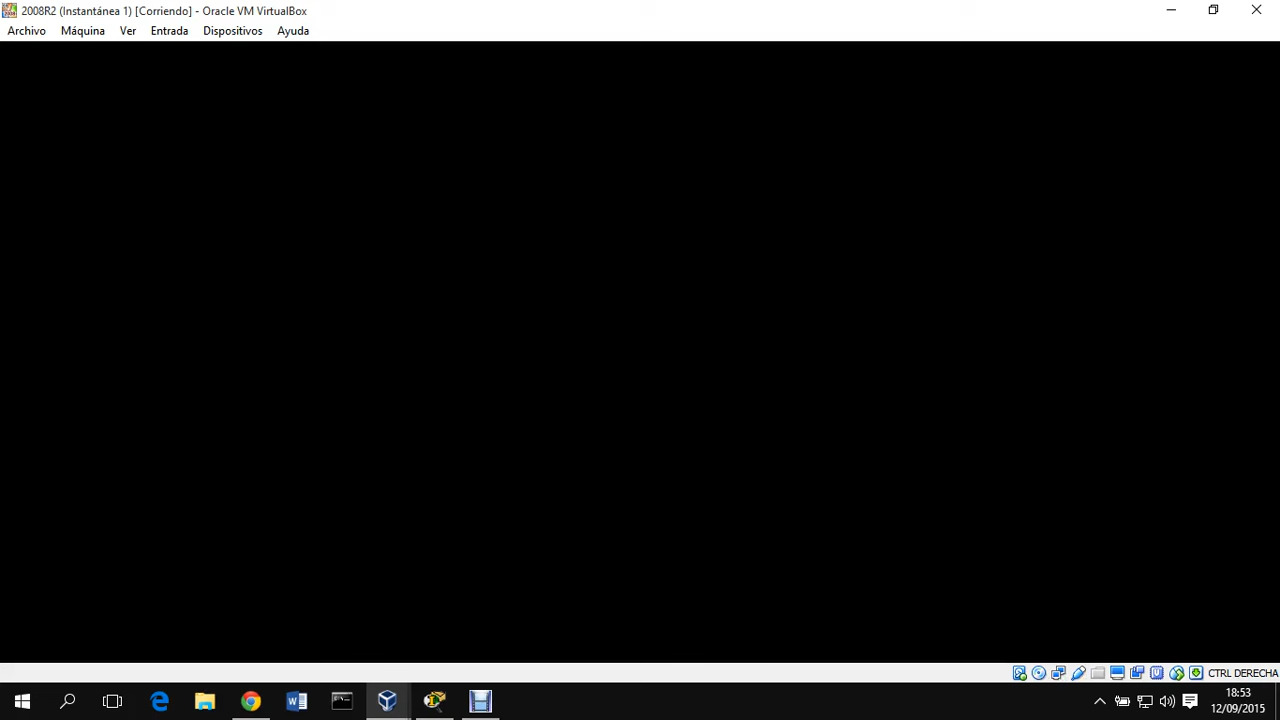 2008R2 (Instantánea 1) [Corriendo] - Oracle VM VirtualBox
Archivo Máquina Ver Entrada Dispositivos Ayuda
CTRL DERECHA
18:53
12/09/2015